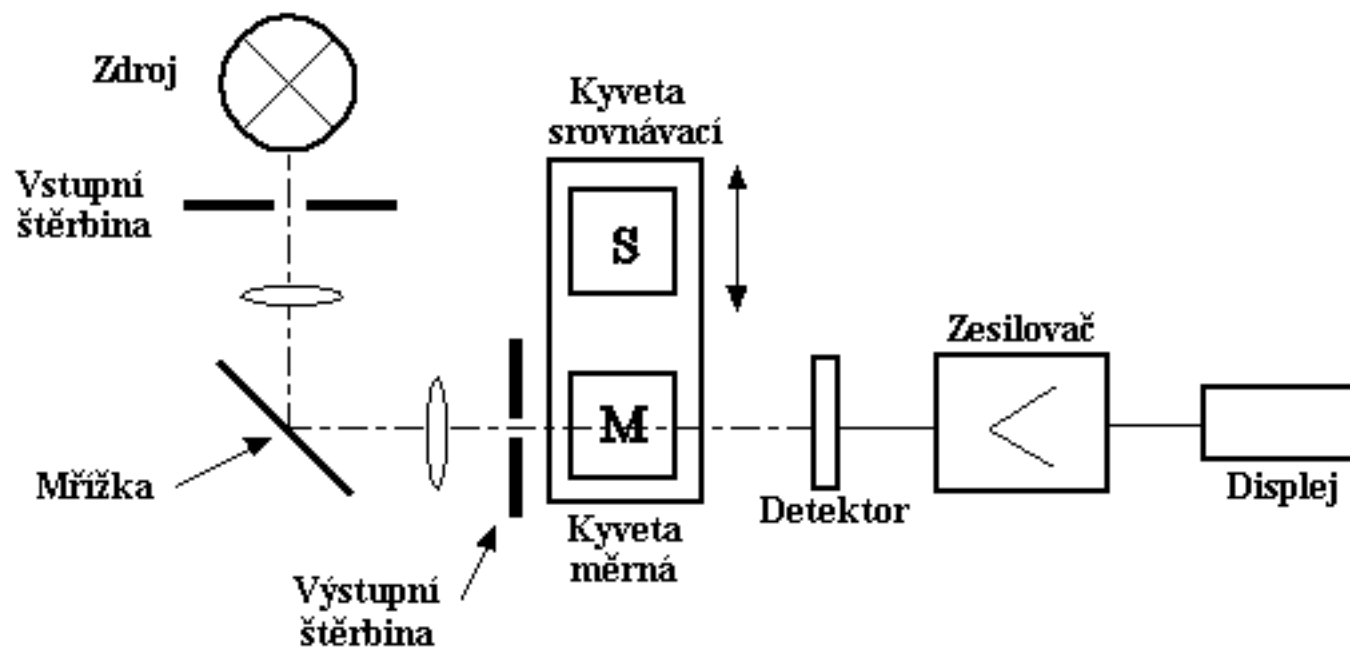 Zdroj
Vstupní
štěrbina
Kyveta
srovnávací
S
M
Zesilovač
Mřížka
Detektor
Displej
Kyveta
měrná
Výstupní
štěrbina